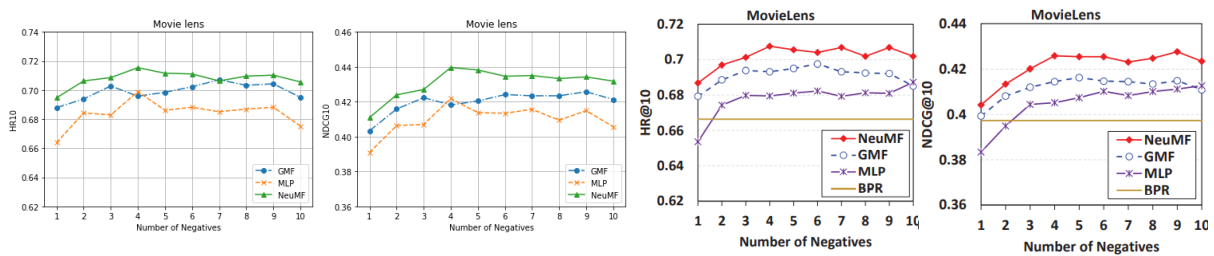 Movie lens
HR10
0.74
0.72
0.70
0.68
0.66
0.64
0.62
GMF
MLP
NeuMF
1 2 3 4 5 6 7 8 9 10
Number of Negatives
Movie lens
NDCG10
0.46
0.44
0.42
0.40
0.38
0.36
GMF
MLP
NeuMF
1 2 3 4 5 6 7 8 9 10
Number of Negatives
MovieLens
HR@10
0.72
0.7
0.68
0.66
0.64
0.62
NeuMF
GMF
MLP
BPR
1 2 3 4 5 6 7 8 9 10
Number of Negatives
MovieLens
NDCG@10
0.44
0.42
0.4
0.38
0.36
NeuMF
GMF
MLP
BPR
1 2 3 4 5 6 7 8 9 10
Number of Negatives